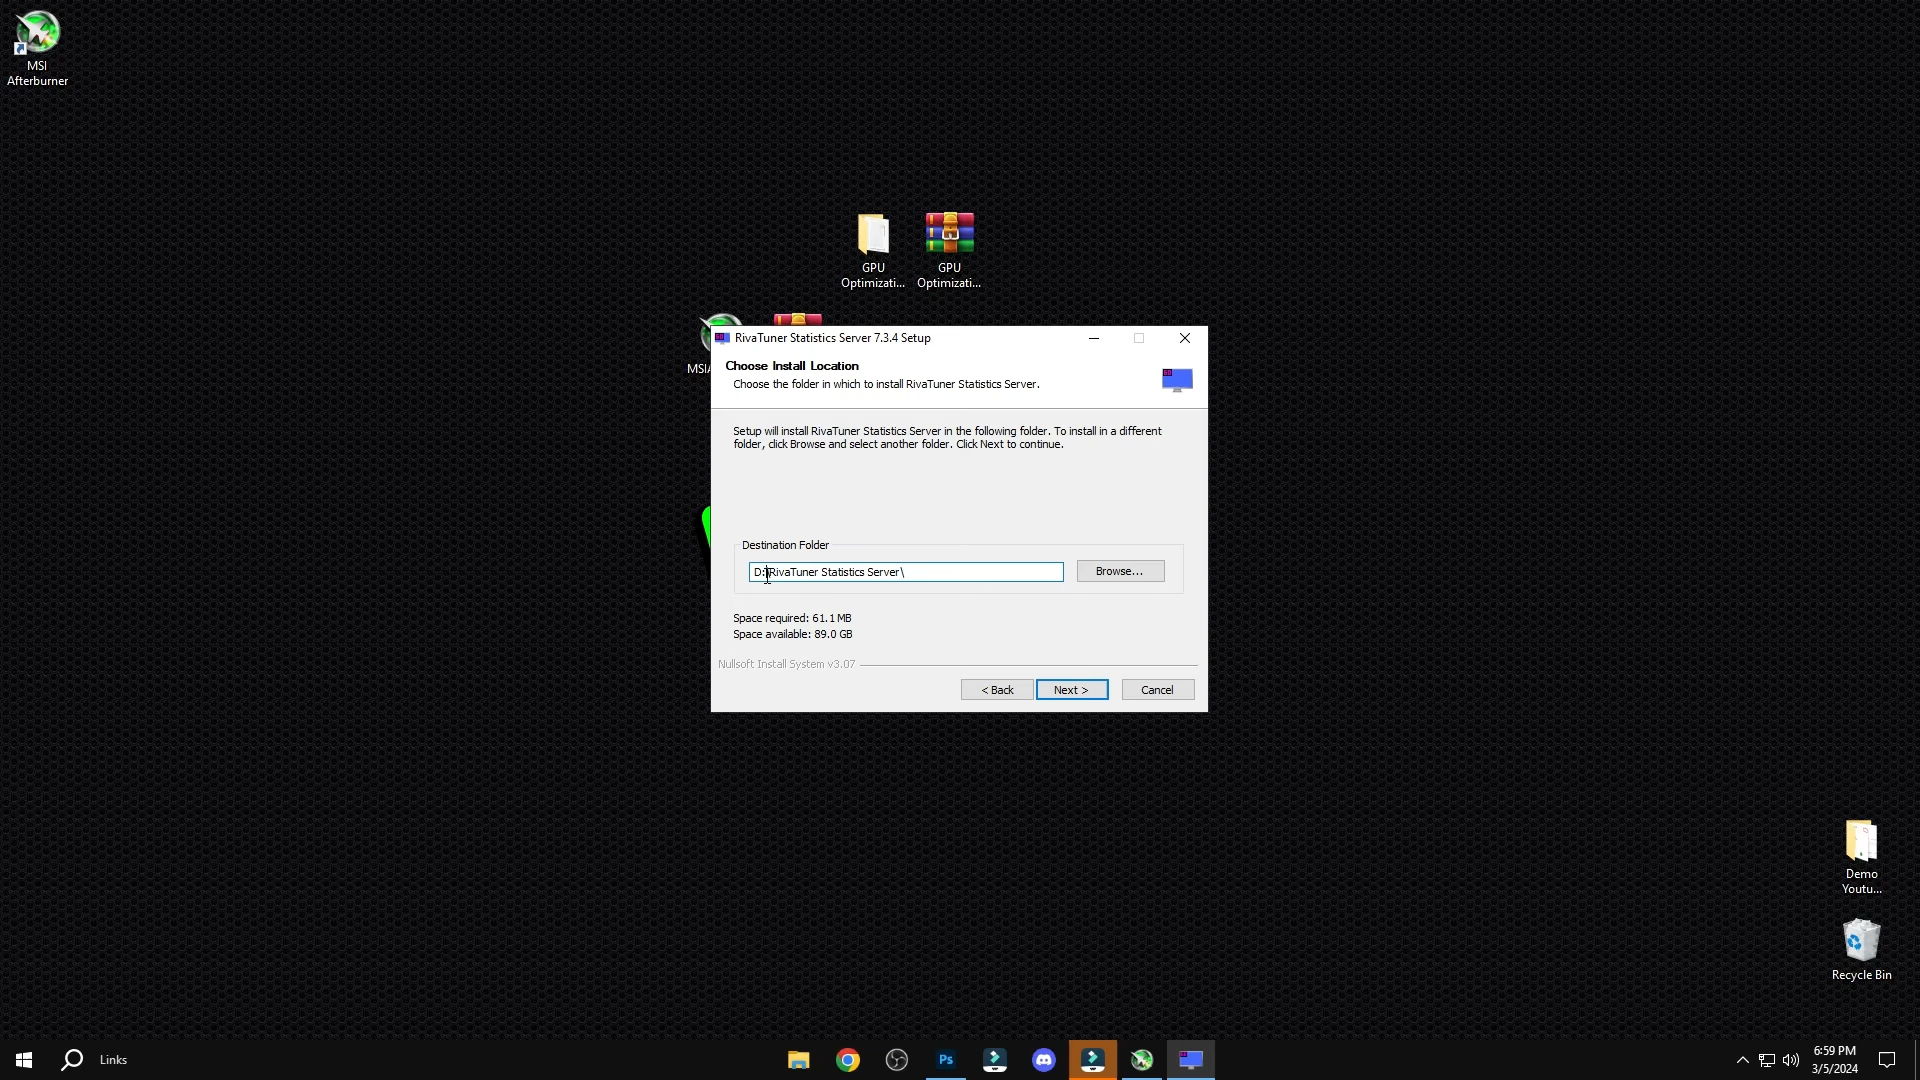 MSI
Afterburner
GPU
Optimizati...
GPU
Optimizati...
RivaTuner Statistics Server 7.3.4 Setup
Choose Install Location
Choose the folder in which to install RivaTuner Statistics Server.
Setup will install RivaTuner Statistics Server in the following folder. To install in a different
folder, click Browse and select another folder. Click Next to continue.
Destination Folder
D:\RivaTuner Statistics Server\
Browse...
Space required: 61.1 MB
Space available: 89.0 GB
Nullsoft Install System v3.07
< Back
Next >
Cancel
Demo
Youtu...
Recycle Bin
Links
Ps
6:59 PM
3/5/2024